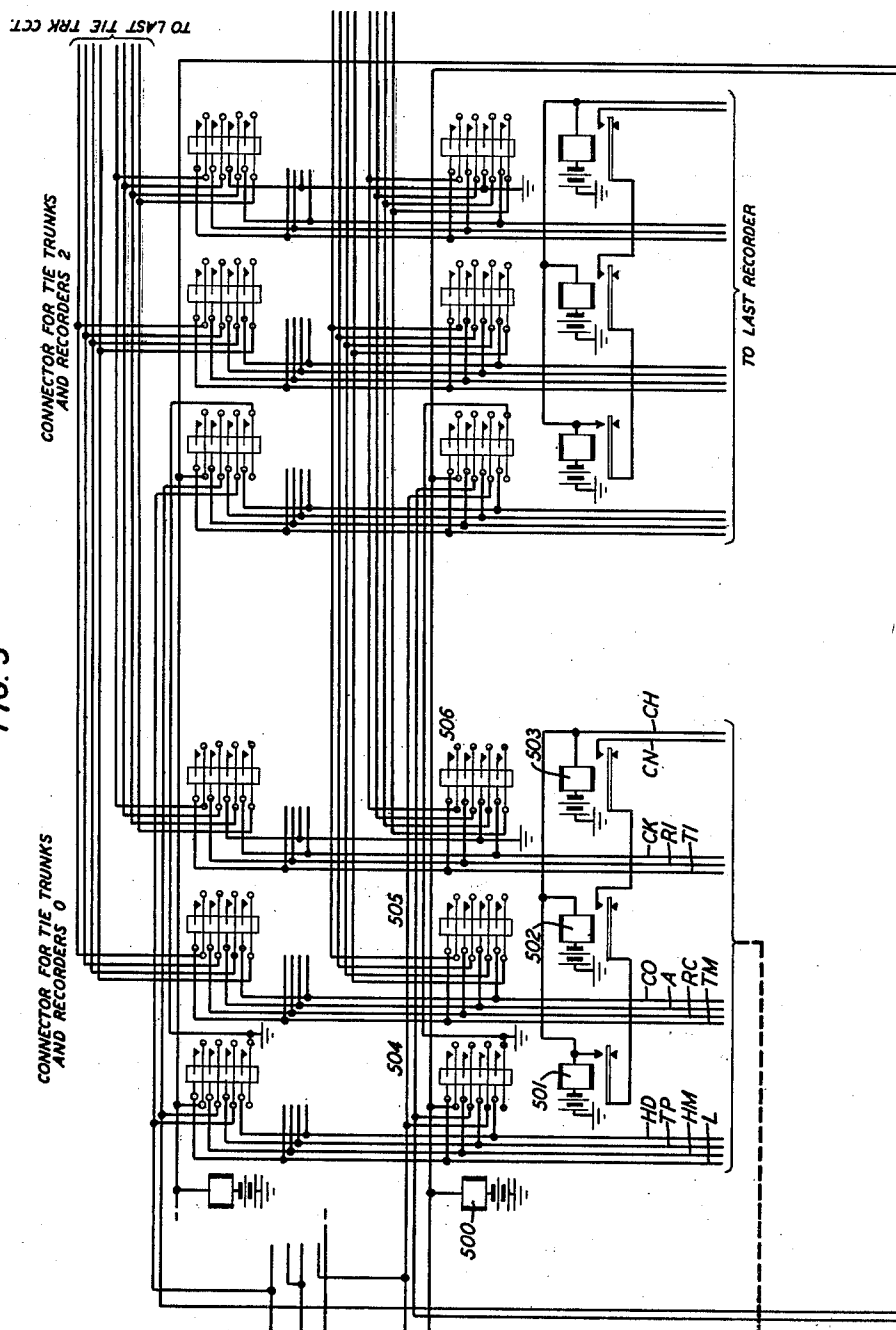 TO LAST TIE TRK CCT.
CONNECTOR FOR TIE TRUNKS
AND RECORDERS 2
TO LAST RECORDER
FIG. 5
CONNECTOR FOR TIE TRUNKS
AND RECORDERS 0
506
503
CN
CH
505
502
CK
RI
TI
504
501
CO
A
RC
TM
500
HD
TP
HM
L